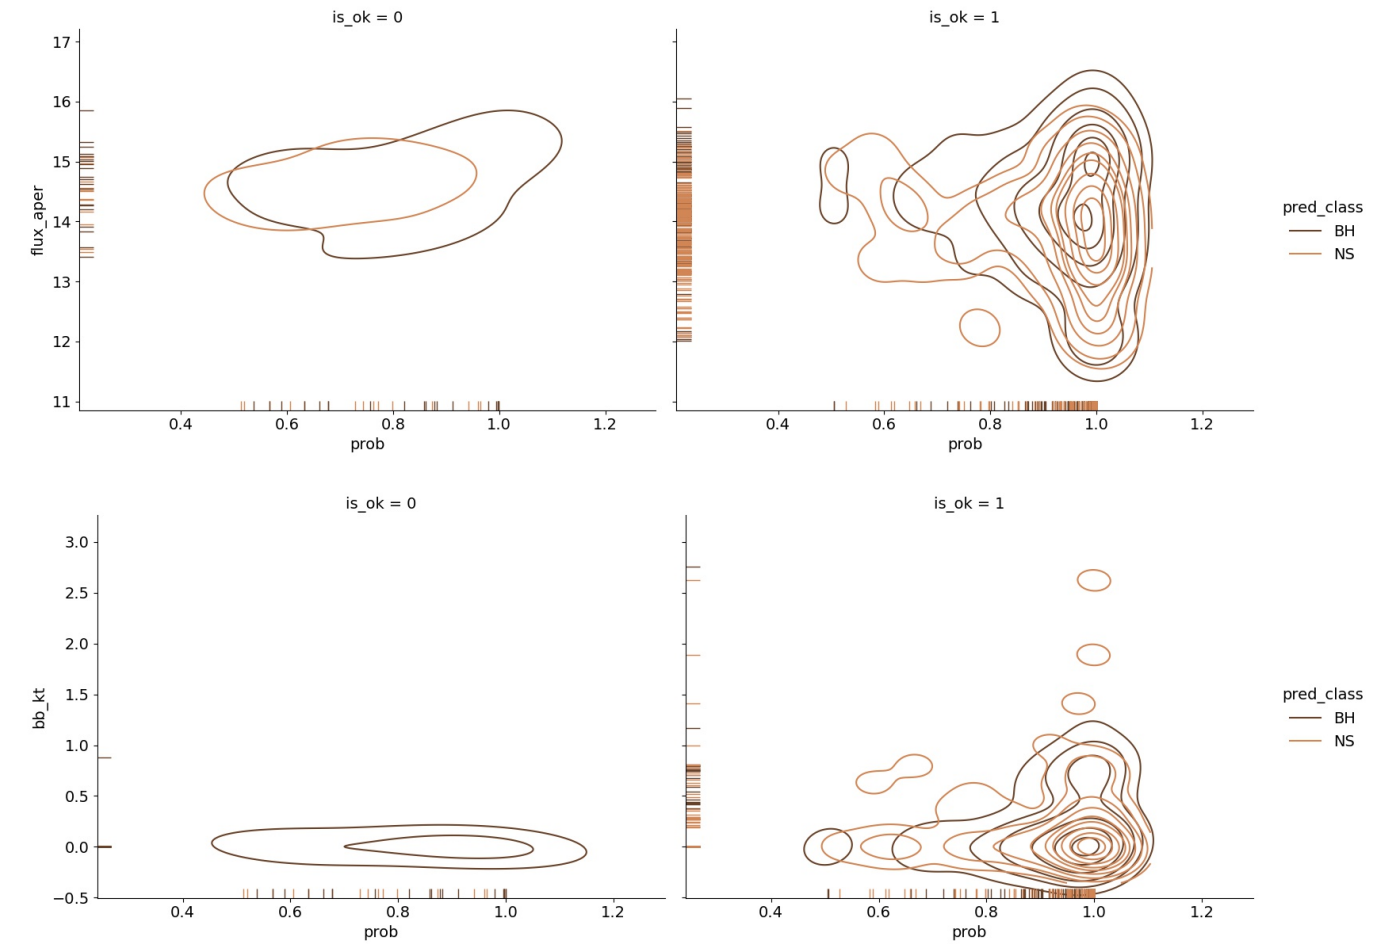 is_ok = 0
is_ok = 1
17
16
15
14
13
12
11
flux_aper
0.4 0.6 0.8 1.0 1.2
0.4 0.6 0.8 1.0 1.2
prob
prob
pred_class
BH
NS
is_ok = 0
is_ok = 1
3.0
2.5
2.0
1.5
1.0
0.5
0.0
−0.5
bb_kt
0.4 0.6 0.8 1.0 1.2
0.4 0.6 0.8 1.0 1.2
prob
prob
pred_class
BH
NS